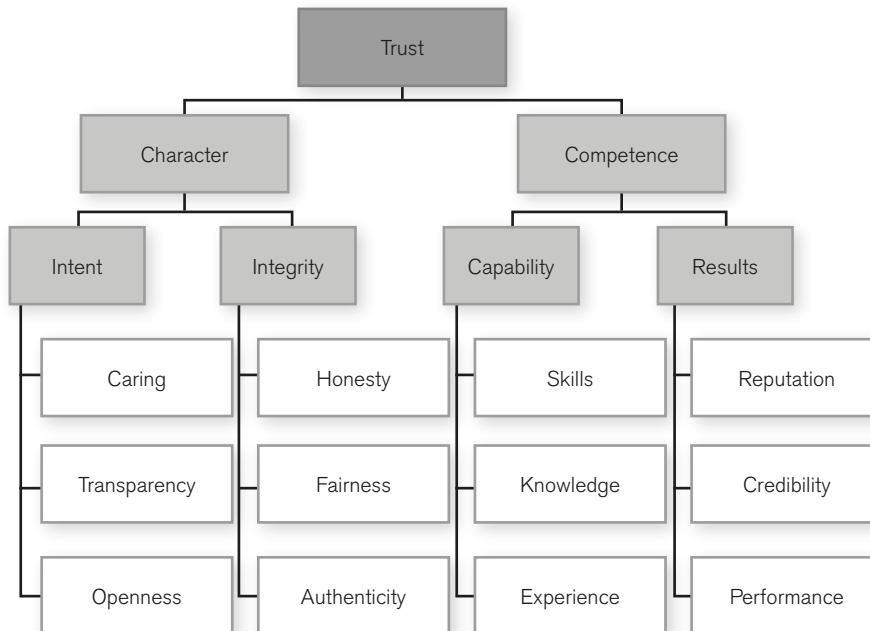 Trust
Character
Competence
Intent
Integrity
Capability
Results
Caring
Honesty
Skills
Reputation
Transparency
Fairness
Knowledge
Credibility
Openness
Authenticity
Experience
Performance